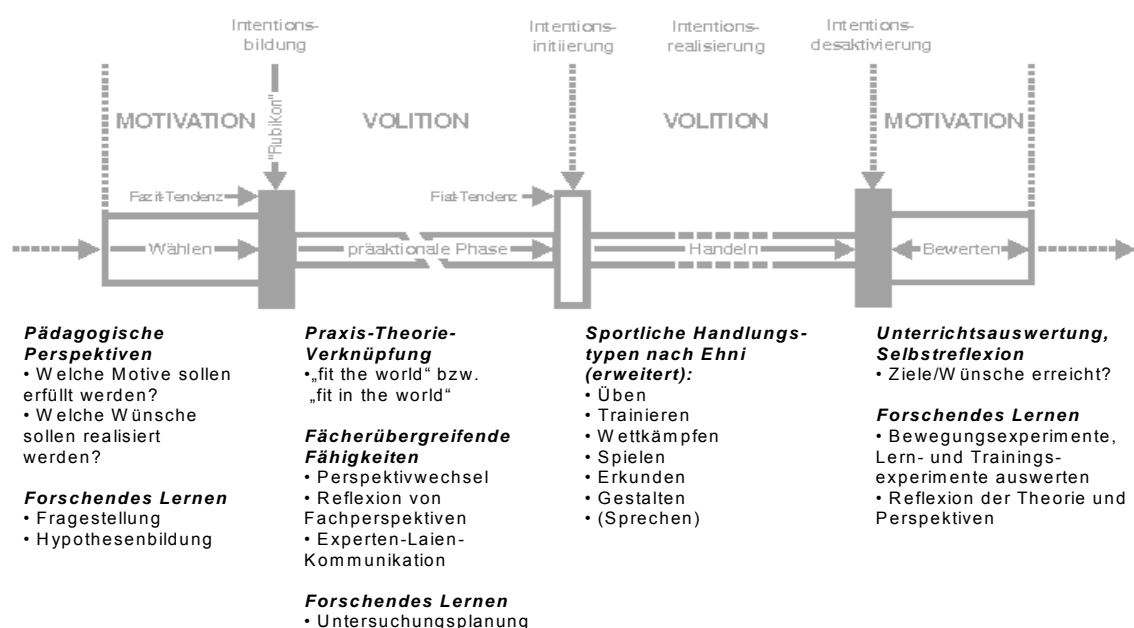 Intentions-
bildung
Intentions-
initiierung
Intentions-
realisierung
Intentions-
desaktivierung
MOTIVATION
"Rubikon"
VOLITION
VOLITION
MOTIVATION
Fazit-Tendenz
Fiat-Tendenz
Wählen
präaktionale Phase
Handeln
Bewerten
Pädagogische
Perspektiven
• Welche Motive sollen
erfüllt werden?
• Welche Wünsche
sollen realisiert
werden?
Forschendes Lernen
• Fragestellung
• Hypothesenbildung
Praxis-Theorie-
Verknüpfung
•„fit the world“ bzw.
„fit in the world“
Fächerübergreifende
Fähigkeiten
• Perspektivwechsel
• Reflexion von
Fachperspektiven
• Experten-Laien-
Kommunikation
Forschendes Lernen
• Untersuchungsplanung
Sportliche Handlungs-
typen nach Ehni
(erweitert):
• Üben
• Trainieren
• Wettkämpfen
• Spielen
• Erkunden
• Gestalten
• (Sprechen)
Unterrichtsauswertung,
Selbstreflexion
• Ziele/Wünsche erreicht?
Forschendes Lernen
• Bewegungsexperimente,
Lern- und Trainings-
experimente auswerten
• Reflexion der Theorie und
Perspektiven